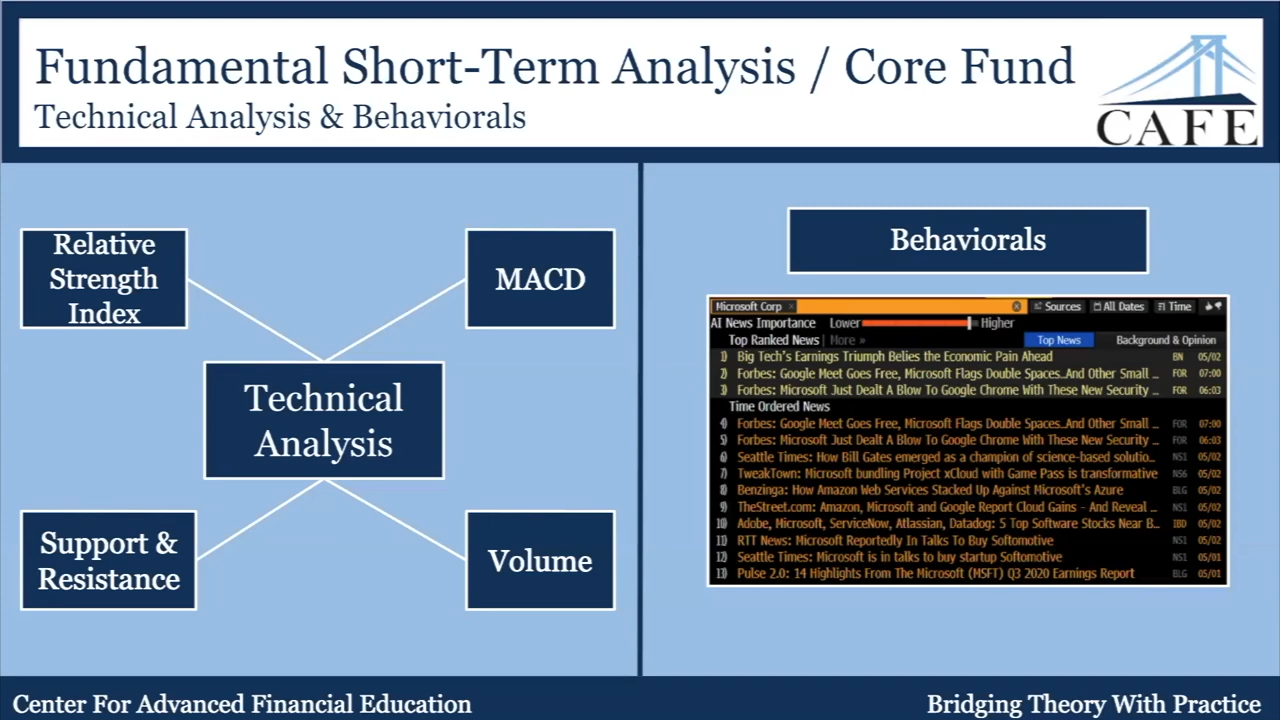 Fundamental Short-Term Analysis / Core Fund
Technical Analysis & Behaviorals
CAFE
Relative
Strength
Index
MACD
Technical
Analysis
Support &
Resistance
Volume
Behaviorals
Microsoft Corp × Sources All Dates Time
AI News Importance Lower Higher
Top Ranked News | More » Top News Background & Opinion
1) Big Tech's Earnings Triumph Belies the Economic Pain Ahead BN 05/02
2) Forbes: Google Meet Goes Free, Microsoft Flags Double Spaces..And Other Small … FOR 07:00
3) Forbes: Microsoft Just Dealt A Blow To Google Chrome With These New Security … FOR 06:03
Time Ordered News
4) Forbes: Google Meet Goes Free, Microsoft Flags Double Spaces..And Other Small … FOR 07:00
5) Forbes: Microsoft Just Dealt A Blow To Google Chrome With These New Security … FOR 06:03
6) Seattle Times: How Bill Gates emerged as a champion of science-based solutio… NS1 05/02
7) TweakTown: Microsoft bundling Project xCloud with Game Pass is transformative NS6 05/02
8) Benzinga: How Amazon Web Services Stacked Up Against Microsoft's Azure BLG 05/02
9) TheStreet.com: Amazon, Microsoft and Google Report Cloud Gains - And Reveal … NS1 05/02
10) Adobe, Microsoft, ServiceNow, Atlassian, Datadog: 5 Top Software Stocks Near B… IBD 05/02
11) RTT News: Microsoft Reportedly In Talks To Buy Softomotive NS1 05/02
12) Seattle Times: Microsoft is in talks to buy startup Softomotive NS1 05/01
13) Pulse 2.0: 14 Highlights From The Microsoft (MSFT) Q3 2020 Earnings Report BLG 05/01
Center For Advanced Financial Education
Bridging Theory With Practice